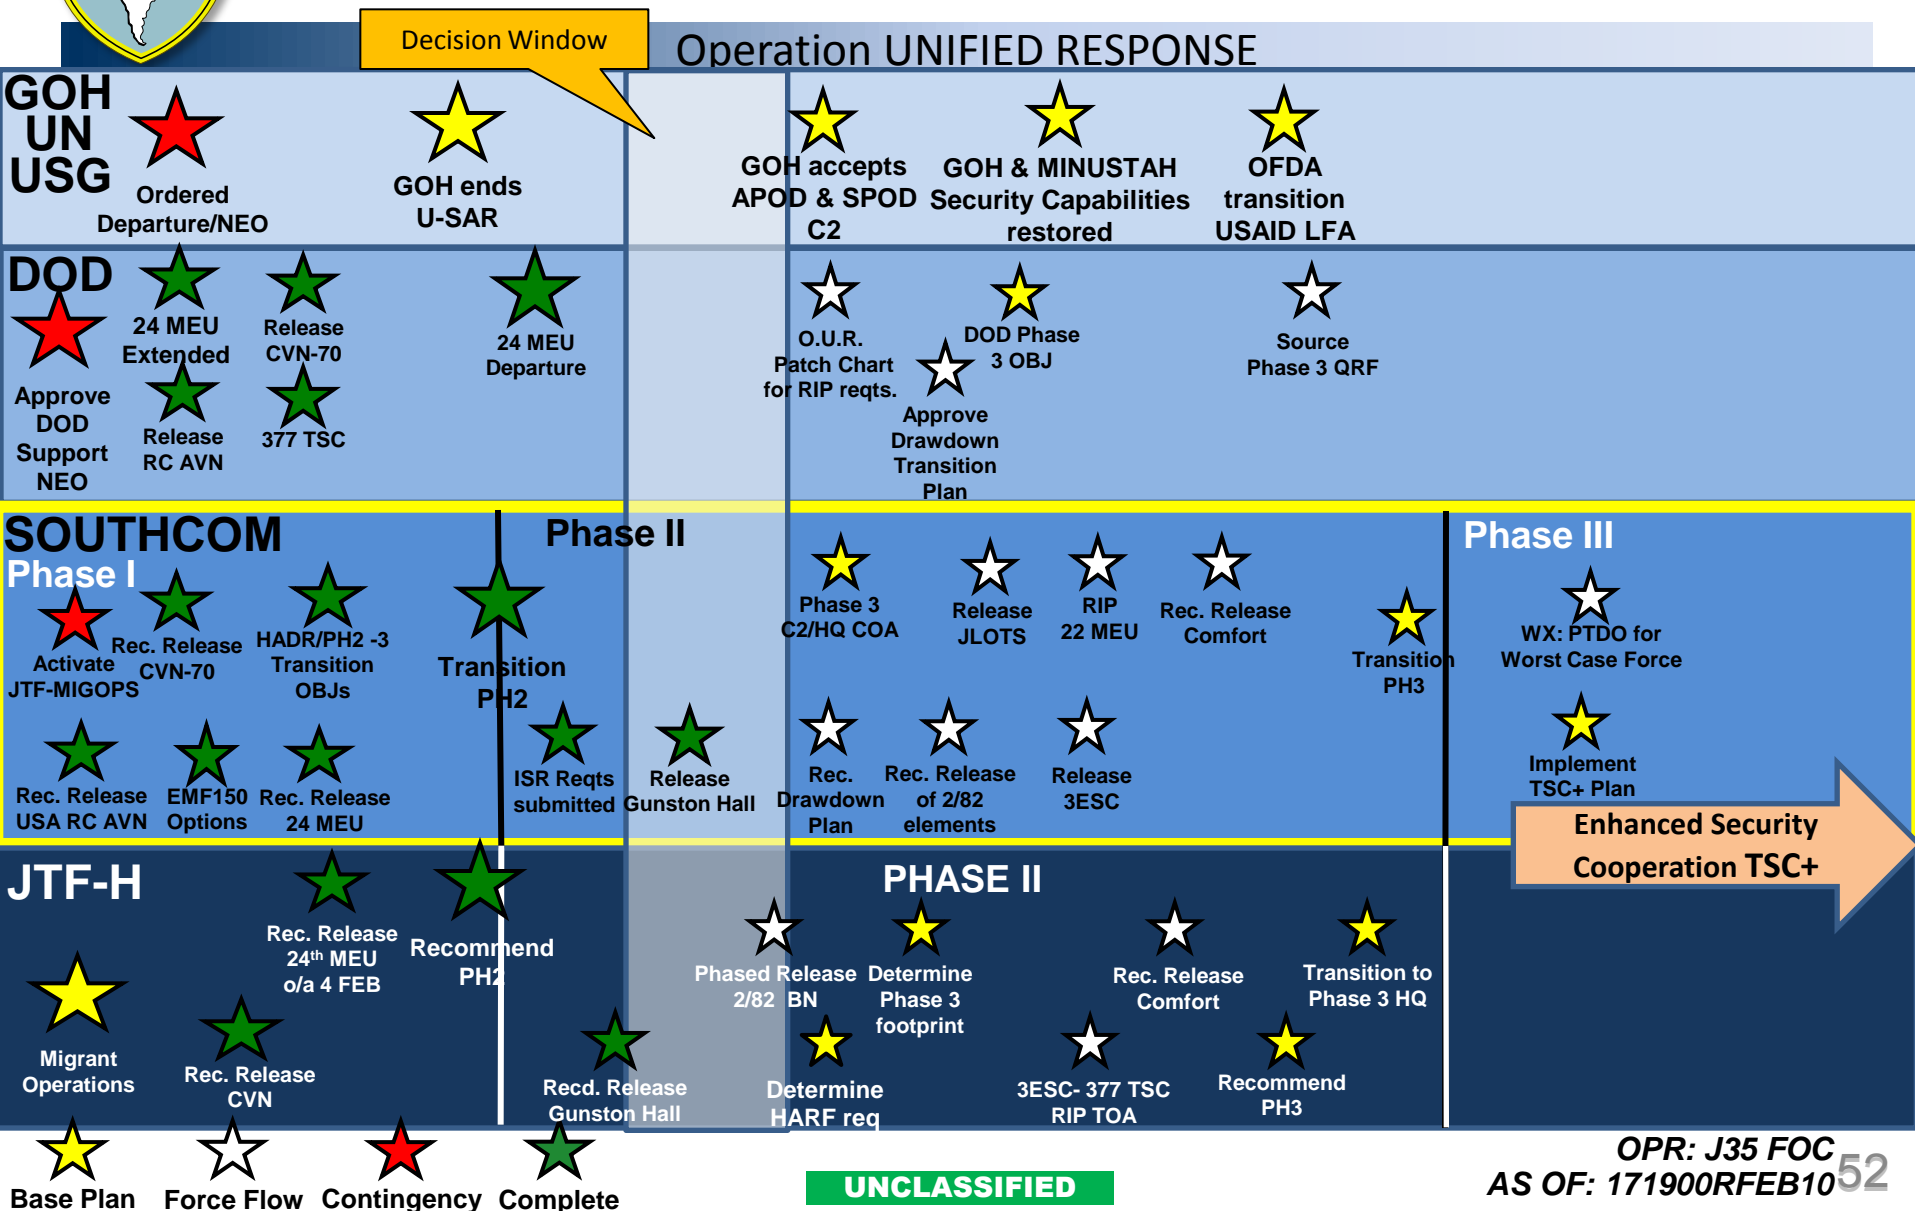 Decision Window
Operation UNIFIED RESPONSE
GOH
UN
USG
Ordered
Departure/NEO
GOH ends
U-SAR
GOH accepts
APOD & SPOD
C2
GOH & MINUSTAH
Security Capabilities
restored
OFDA
transition
USAID LFA
DOD
Approve
DOD
Support
NEO
24 MEU
Extended
Release
CVN-70
Release
RC AVN
377 TSC
24 MEU
Departure
O.U.R.
Patch Chart
for RIP reqts.
DOD Phase
3 OBJ
Approve
Drawdown
Transition
Plan
Source
Phase 3 QRF
SOUTHCOM
Phase I
Phase II
Phase III
Activate
JTF-MIGOPS
Rec. Release
CVN-70
HADR/PH2 -3
Transition
OBJs
Transition
PH2
Phase 3
C2/HQ COA
Release
JLOTS
RIP
22 MEU
Rec. Release
Comfort
Transition
PH3
WX: PTDO for
Worst Case Force
Rec. Release
USA RC AVN
EMF150
Options
Rec. Release
24 MEU
ISR Reqts
submitted
Release
Gunston Hall
Rec.
Drawdown
Plan
Rec. Release
of 2/82
elements
Release
3ESC
Implement
TSC+ Plan
Enhanced Security
Cooperation TSC+
JTF-H
PHASE II
Rec. Release
24th MEU
o/a 4 FEB
Recommend
PH2
Phased Release
2/82 BN
Determine
Phase 3
footprint
Rec. Release
Comfort
Transition to
Phase 3 HQ
Migrant
Operations
Rec. Release
CVN
Recd. Release
Gunston Hall
Determine
HARF req
3ESC- 377 TSC
RIP TOA
Recommend
PH3
Base Plan
Force Flow
Contingency
Complete
UNCLASSIFIED
OPR: J35 FOC
AS OF: 171900RFEB10
52